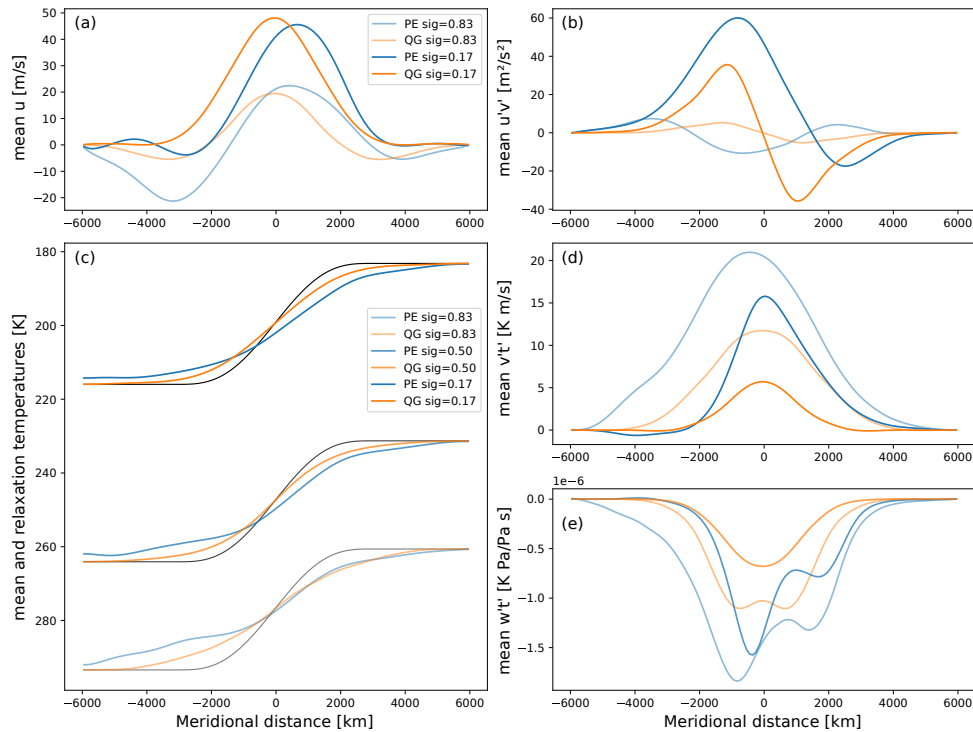 (a)
mean u [m/s]
50
40
30
20
10
0
−10
−20
PE sig=0.83
QG sig=0.83
PE sig=0.17
QG sig=0.17
−6000 −4000 −2000 0 2000 4000 6000
(b)
mean u'v' [m²/s²]
60
40
20
0
−20
−40
−6000 −4000 −2000 0 2000 4000 6000
(c)
mean and relaxation temperatures [K]
180
200
220
240
260
280
PE sig=0.83
QG sig=0.83
PE sig=0.50
QG sig=0.50
PE sig=0.17
QG sig=0.17
−6000 −4000 −2000 0 2000 4000 6000
Meridional distance [km]
(d)
mean v't' [K m/s]
20
15
10
5
0
−6000 −4000 −2000 0 2000 4000 6000
1e−6
(e)
mean w't' [K Pa/Pa s]
0.0
−0.5
−1.0
−1.5
−6000 −4000 −2000 0 2000 4000 6000
Meridional distance [km]